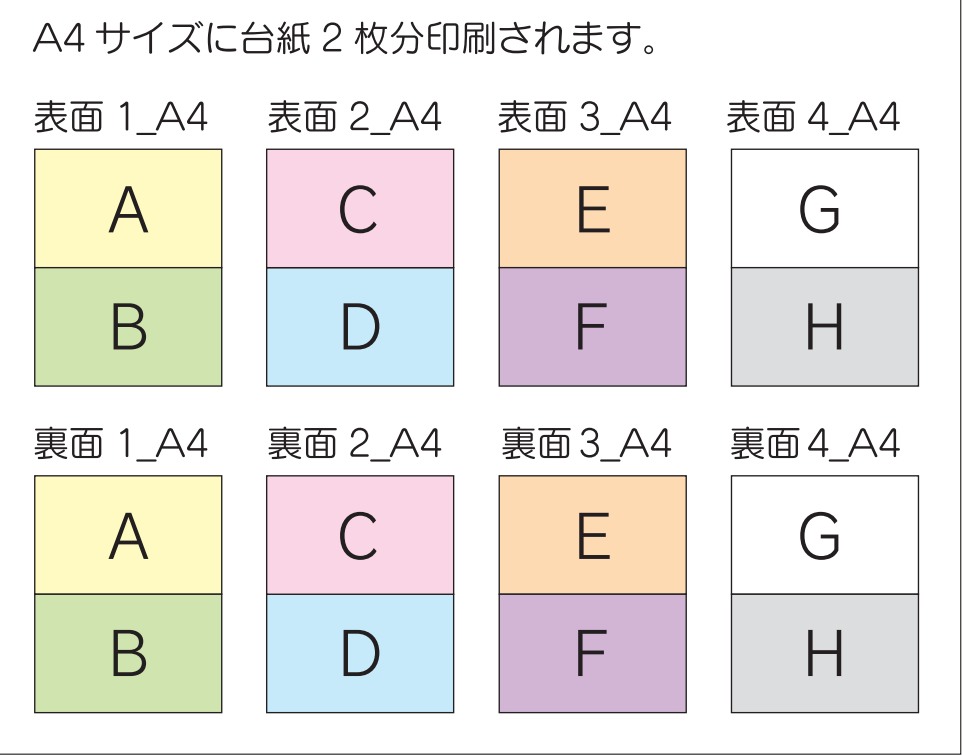 A4 サイズに台紙 2 枚分印刷されます。
表面 1_A4 表面 2_A4 表面 3_A4 表面 4_A4
A C E G
B D F H
裏面 1_A4 裏面 2_A4 裏面 3_A4 裏面 4_A4
A C E G
B D F H